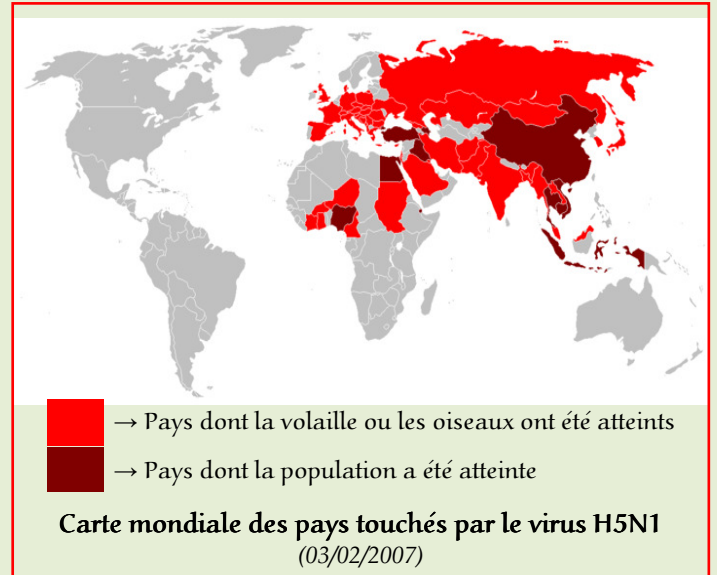 → Pays dont la volaille ou les oiseaux ont été atteints
→ Pays dont la population a été atteinte
Carte mondiale des pays touchés par le virus H5N1
(03/02/2007)